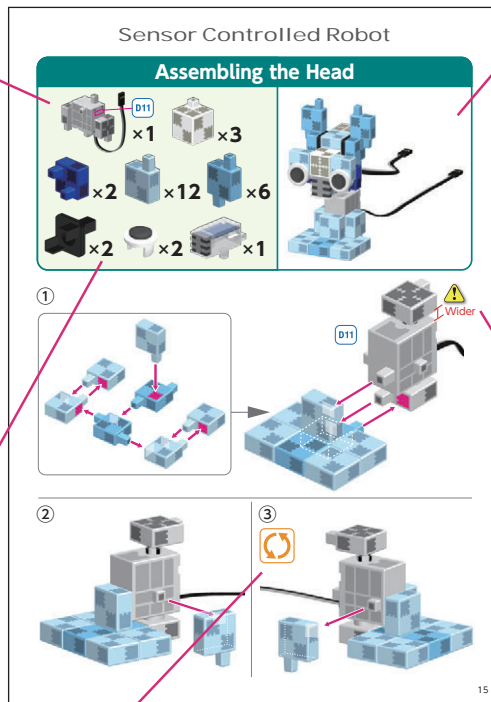 Sensor Controlled Robot
Assembling the Head
D11
×1
×3
×2
×12
×6
×2
×2
×1
①
D11
Wider
②
③
15